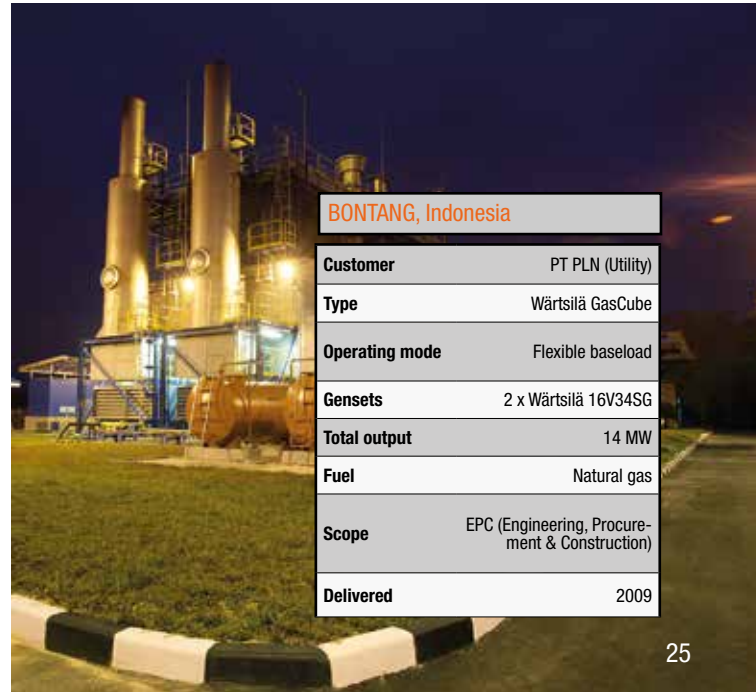 BONTANG, Indonesia
Customer PT PLN (Utility)
Type Wärtsilä GasCube
Operating mode Flexible baseload
Gensets 2 x Wärtsilä 16V34SG
Total output 14 MW
Fuel Natural gas
Scope EPC (Engineering, Procure-
ment & Construction)
Delivered 2009
25